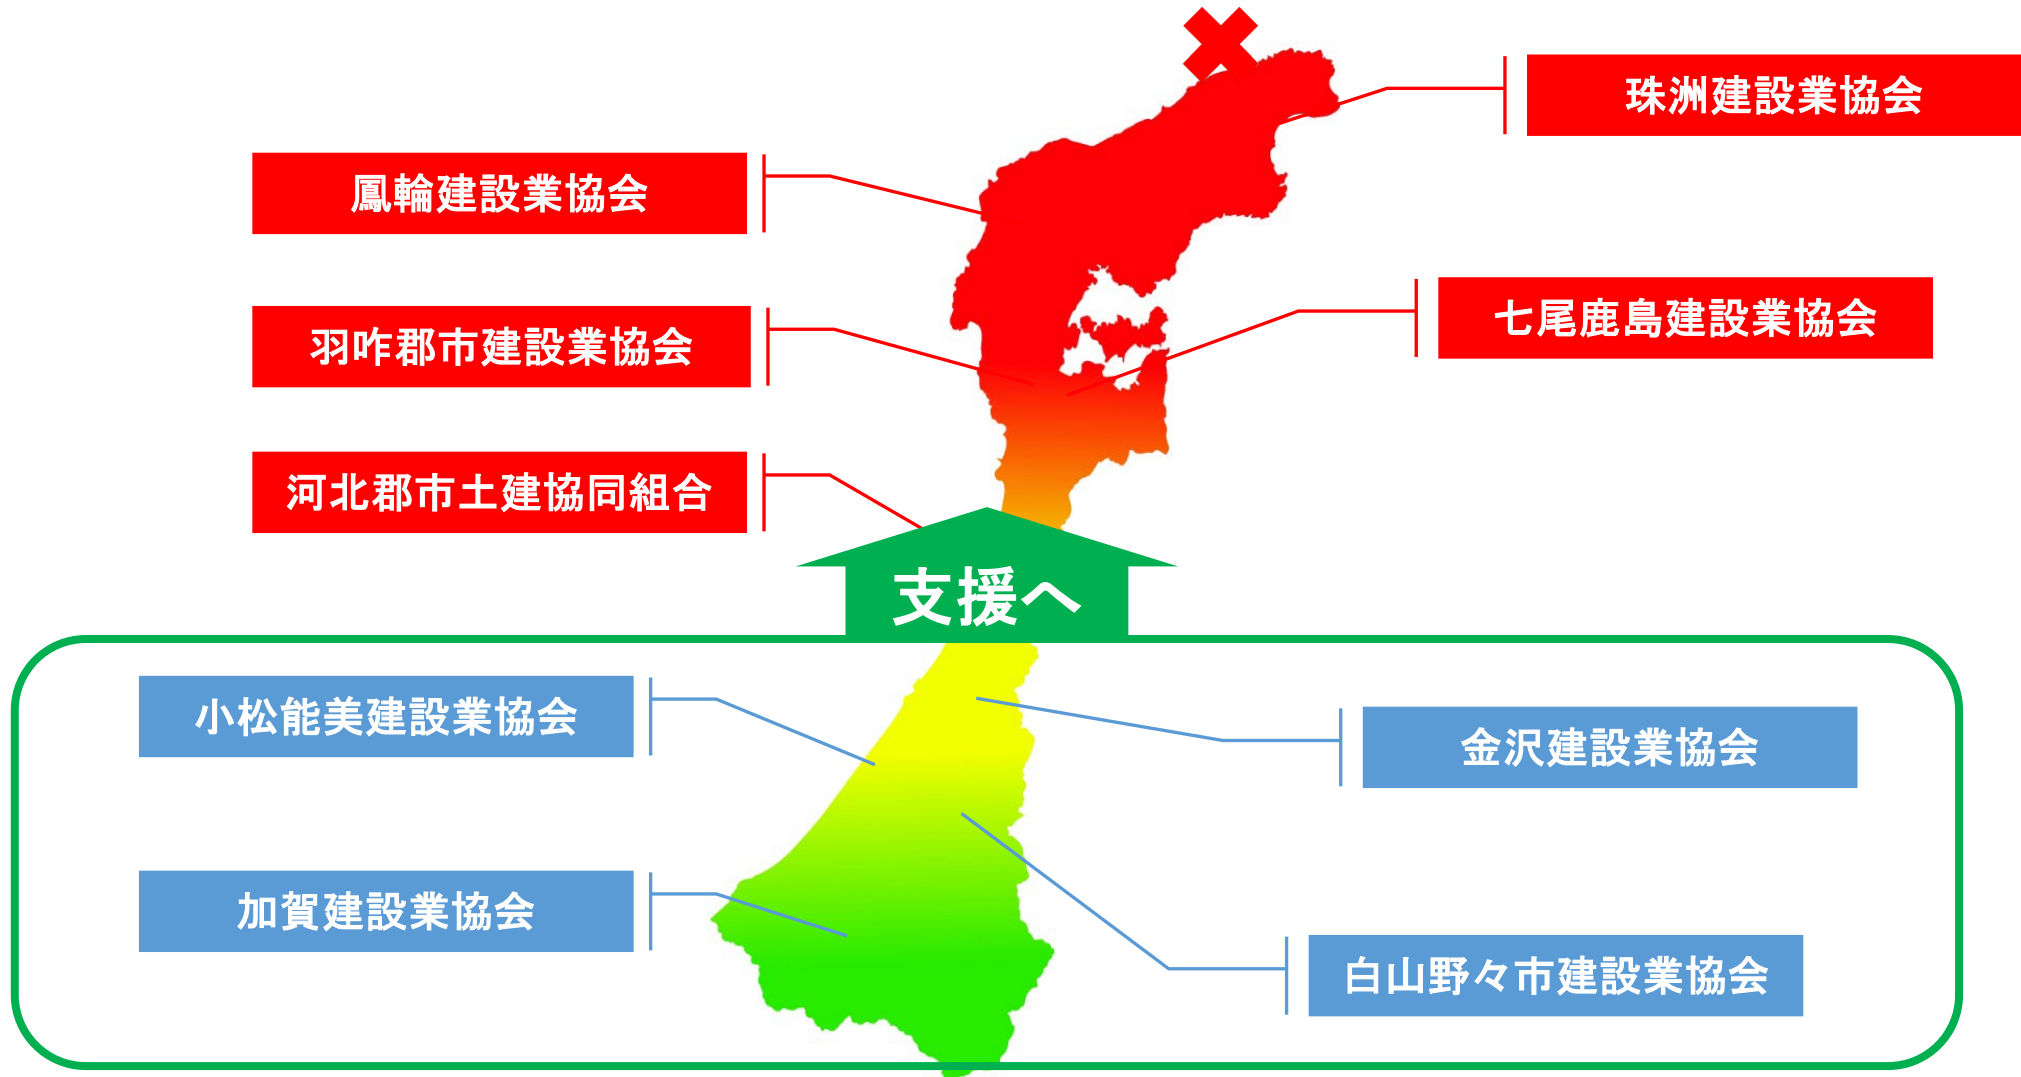 珠洲建設業協会
鳳輪建設業協会
七尾鹿島建設業協会
羽咋郡市建設業協会
河北郡市土建協同組合
支援へ
小松能美建設業協会
金沢建設業協会
加賀建設業協会
白山野々市建設業協会